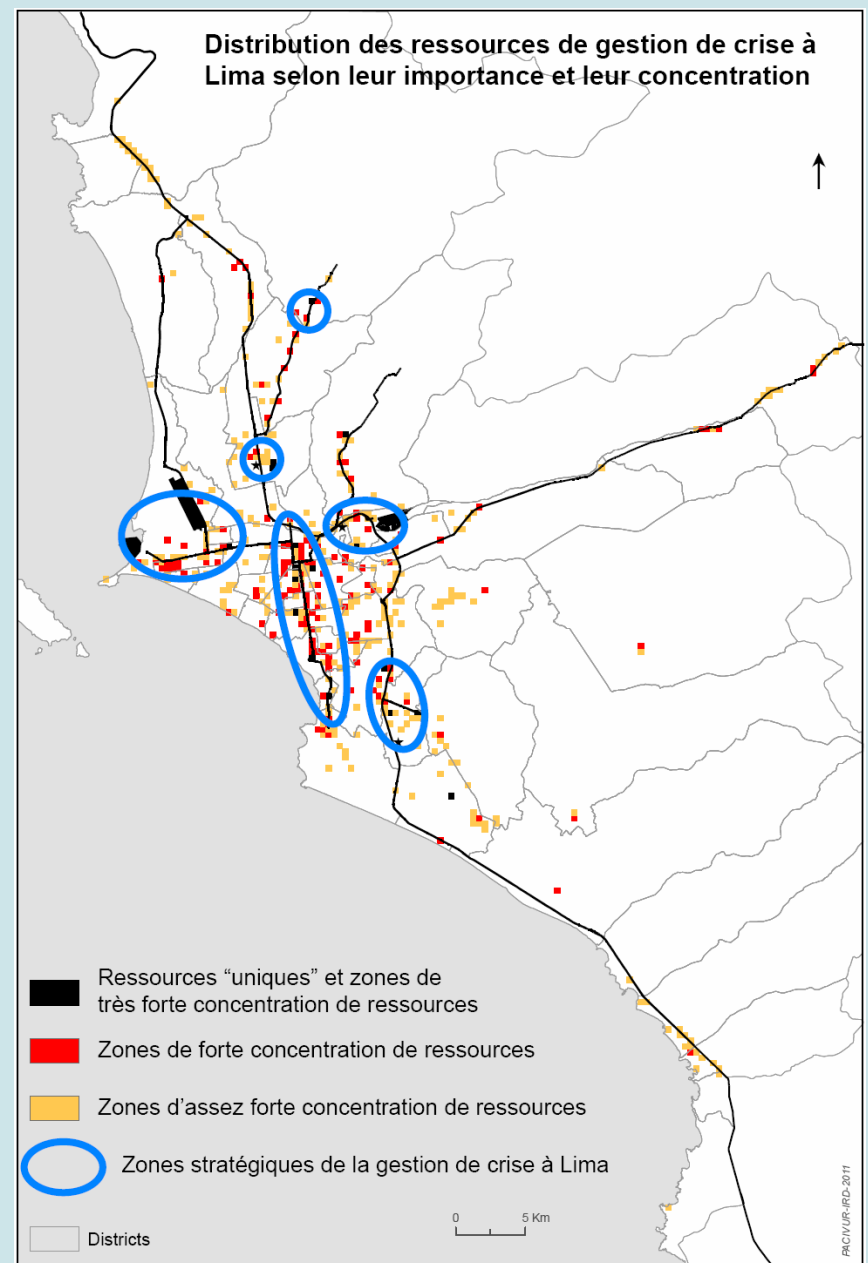 Distribution des ressources de gestion de crise à
Lima selon leur importance et leur concentration
Ressources “uniques” et zones de
très forte concentration de ressources
Zones de forte concentration de ressources
Zones d’assez forte concentration de ressources
Zones stratégiques de la gestion de crise à Lima
0 5 Km
Districts
PACIVUR-IRD-2011